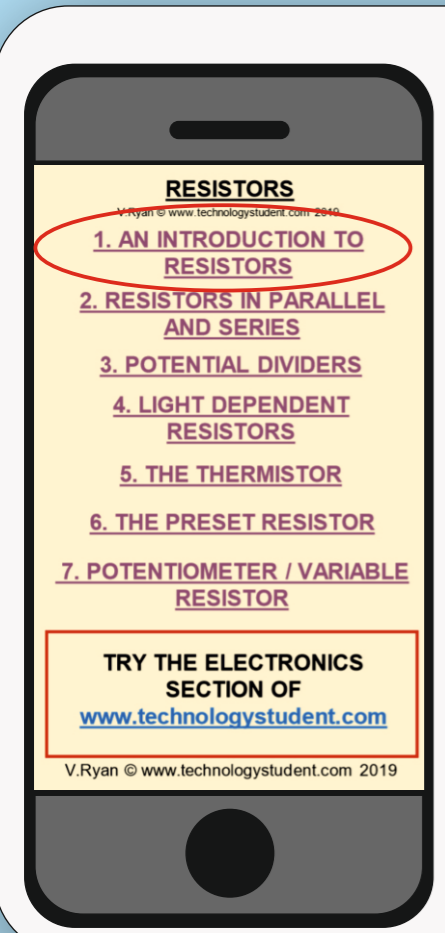 RESISTORS
V.Ryan © www.technologystudent.com 2019
1. AN INTRODUCTION TO
RESISTORS
2. RESISTORS IN PARALLEL
AND SERIES
3. POTENTIAL DIVIDERS
4. LIGHT DEPENDENT
RESISTORS
5. THE THERMISTOR
6. THE PRESET RESISTOR
7. POTENTIOMETER / VARIABLE
RESISTOR
TRY THE ELECTRONICS
SECTION OF
www.technologystudent.com
V.Ryan © www.technologystudent.com 2019